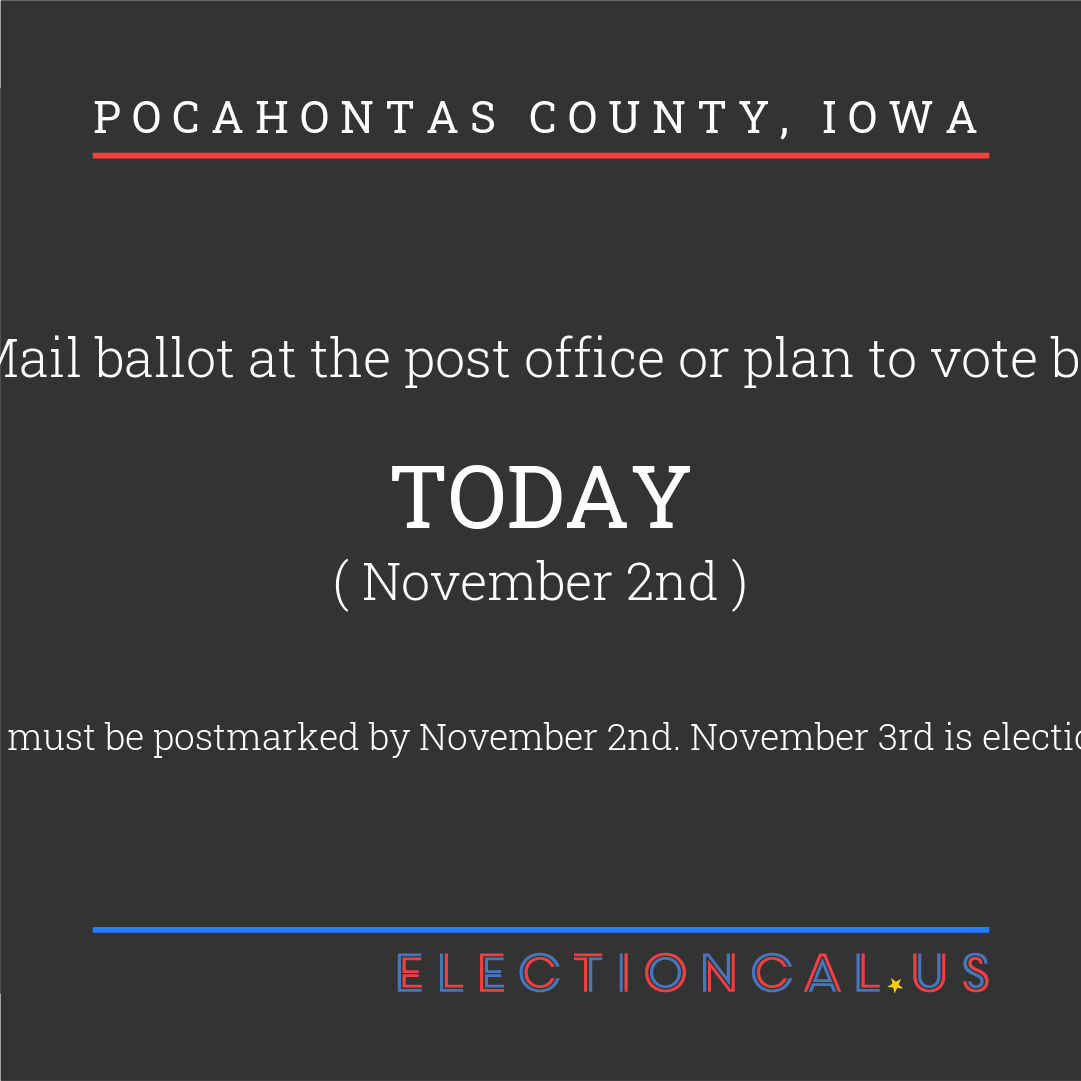 POCAHONTAS COUNTY, IOWA
Mail ballot at the post office or plan to vote b
TODAY
( November 2nd )
must be postmarked by November 2nd. November 3rd is electio
ELECTIONCAL.US